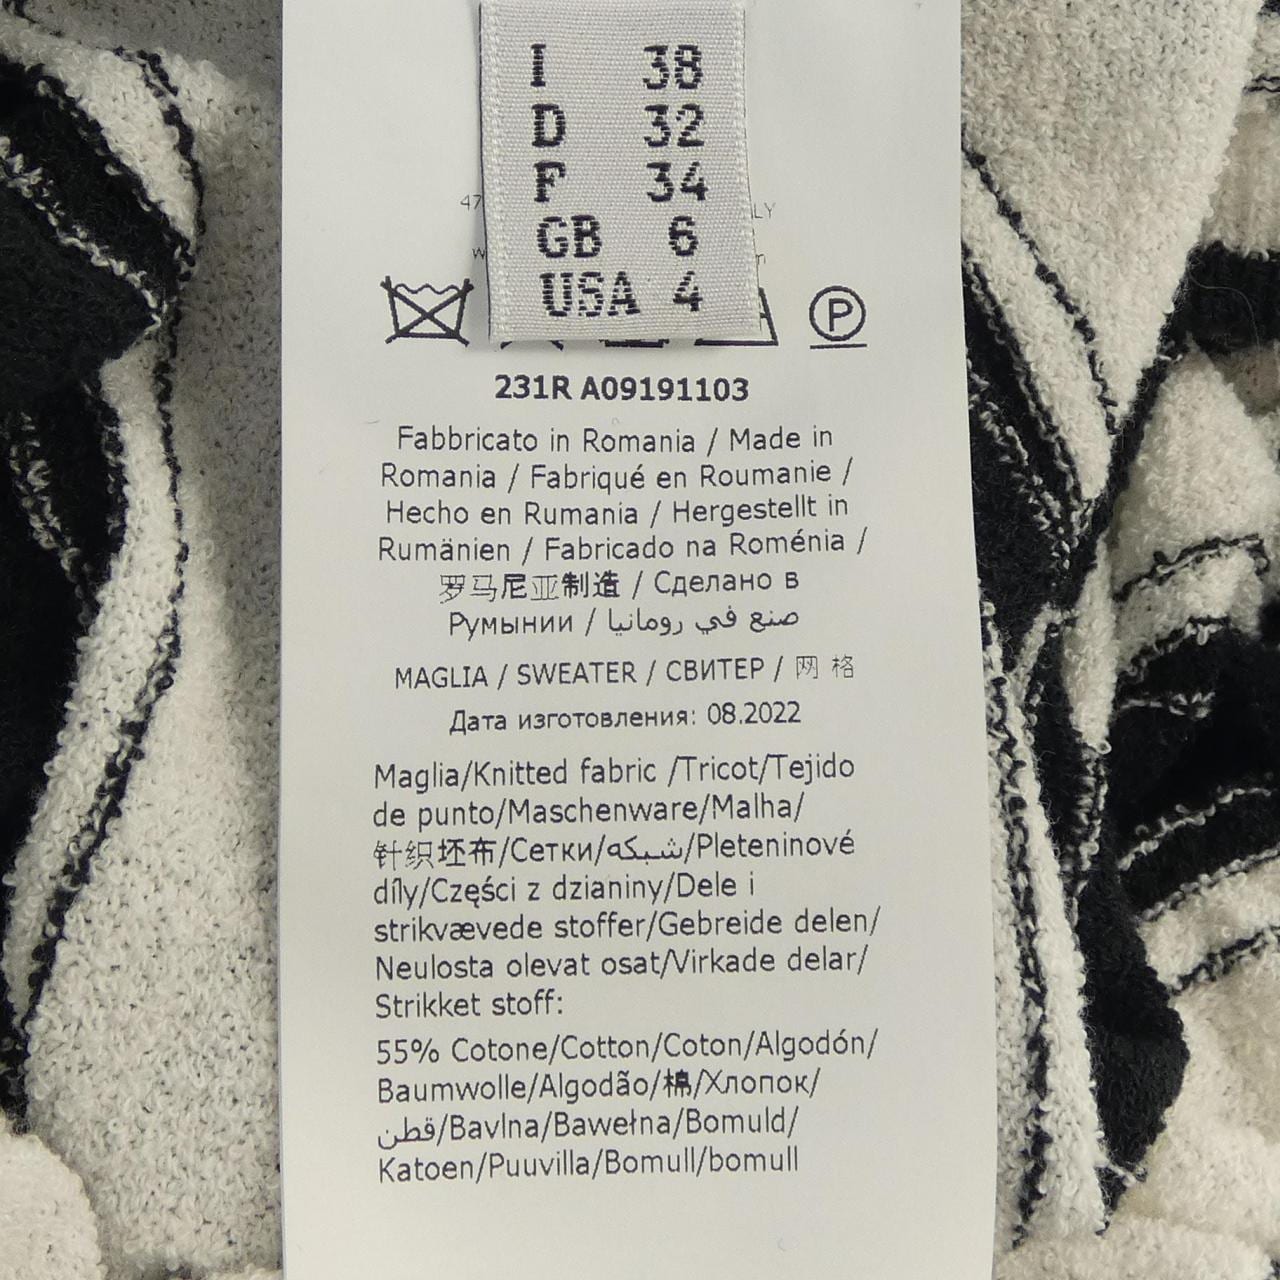 I 38
D 32
F 34
GB 6
USA 4
47 LY
P
231R A09191103
Fabbricato in Romania / Made in
Romania / Fabriqué en Roumanie /
Hecho en Rumania / Hergestellt in
Rumänien / Fabricado na Roménia /
罗马尼亚制造 / Сделано в
Румынии / صنع في رومانيا
MAGLIA / SWEATER / СВИТЕР / 网 格
Дата изготовления: 08.2022
Maglia/Knitted fabric /Tricot/Tejido
de punto/Maschenware/Malha/
针织坯布/Сетки/شبكه/Pleteninové
díly/Części z dzianiny/Dele i
strikvævede stoffer/Gebreide delen/
Neulosta olevat osat/Virkade delar/
Strikket stoff:
55% Cotone/Cotton/Coton/Algodón/
Baumwolle/Algodão/棉/Хлопок/
قطن/Bavlna/Bawełna/Bomuld/
Katoen/Puuvilla/Bomull/bomull